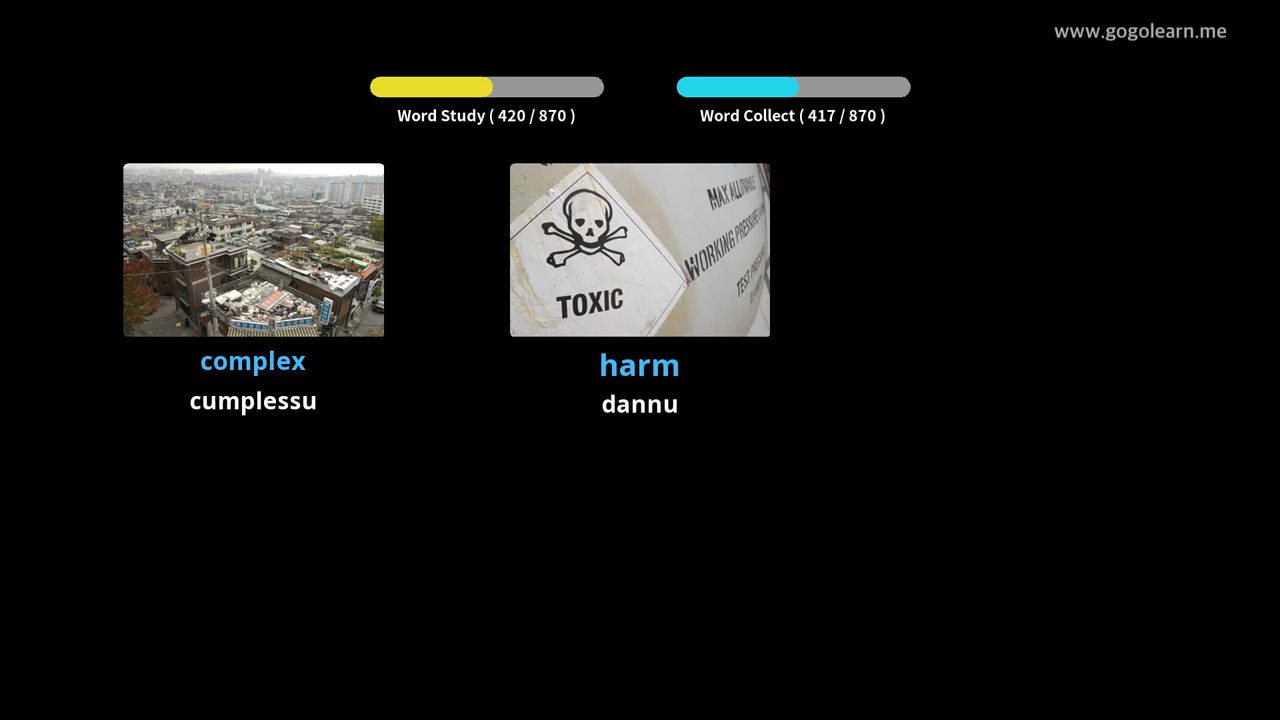 www.gogolearn.me
Word Study ( 420 / 870 )
Word Collect ( 417 / 870 )
MAX ALLOWABLE
WORKING PRESSURE
TOXIC
TEST
complex
harm
cumplessu
dannu